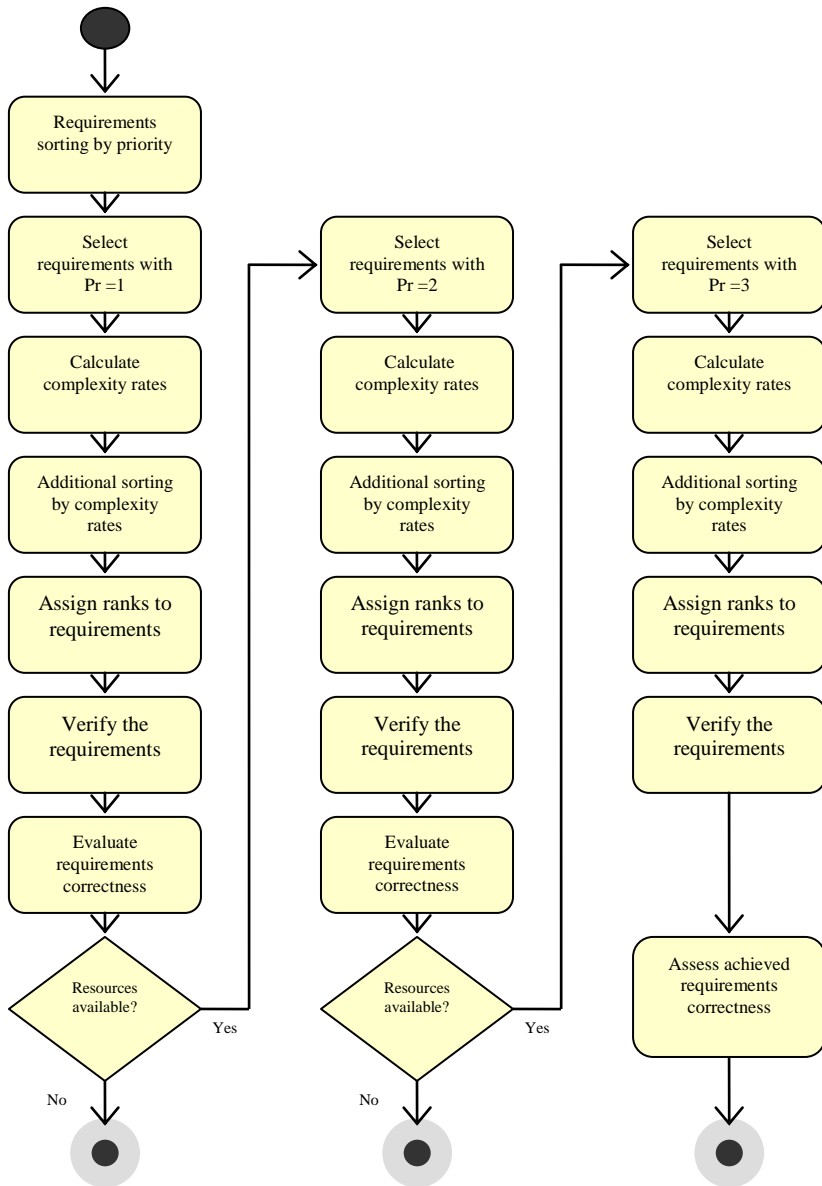 Requirements
sorting by priority
Select
requirements with
Pr =1
Calculate
complexity rates
Additional sorting
by complexity
rates
Assign ranks to
requirements
Verify the
requirements
Evaluate
requirements
correctness
Resources
available?
Yes
No
Select
requirements with
Pr =2
Calculate
complexity rates
Additional sorting
by complexity
rates
Assign ranks to
requirements
Verify the
requirements
Evaluate
requirements
correctness
Resources
available?
Yes
No
Select
requirements with
Pr =3
Calculate
complexity rates
Additional sorting
by complexity
rates
Assign ranks to
requirements
Verify the
requirements
Assess achieved
requirements
correctness